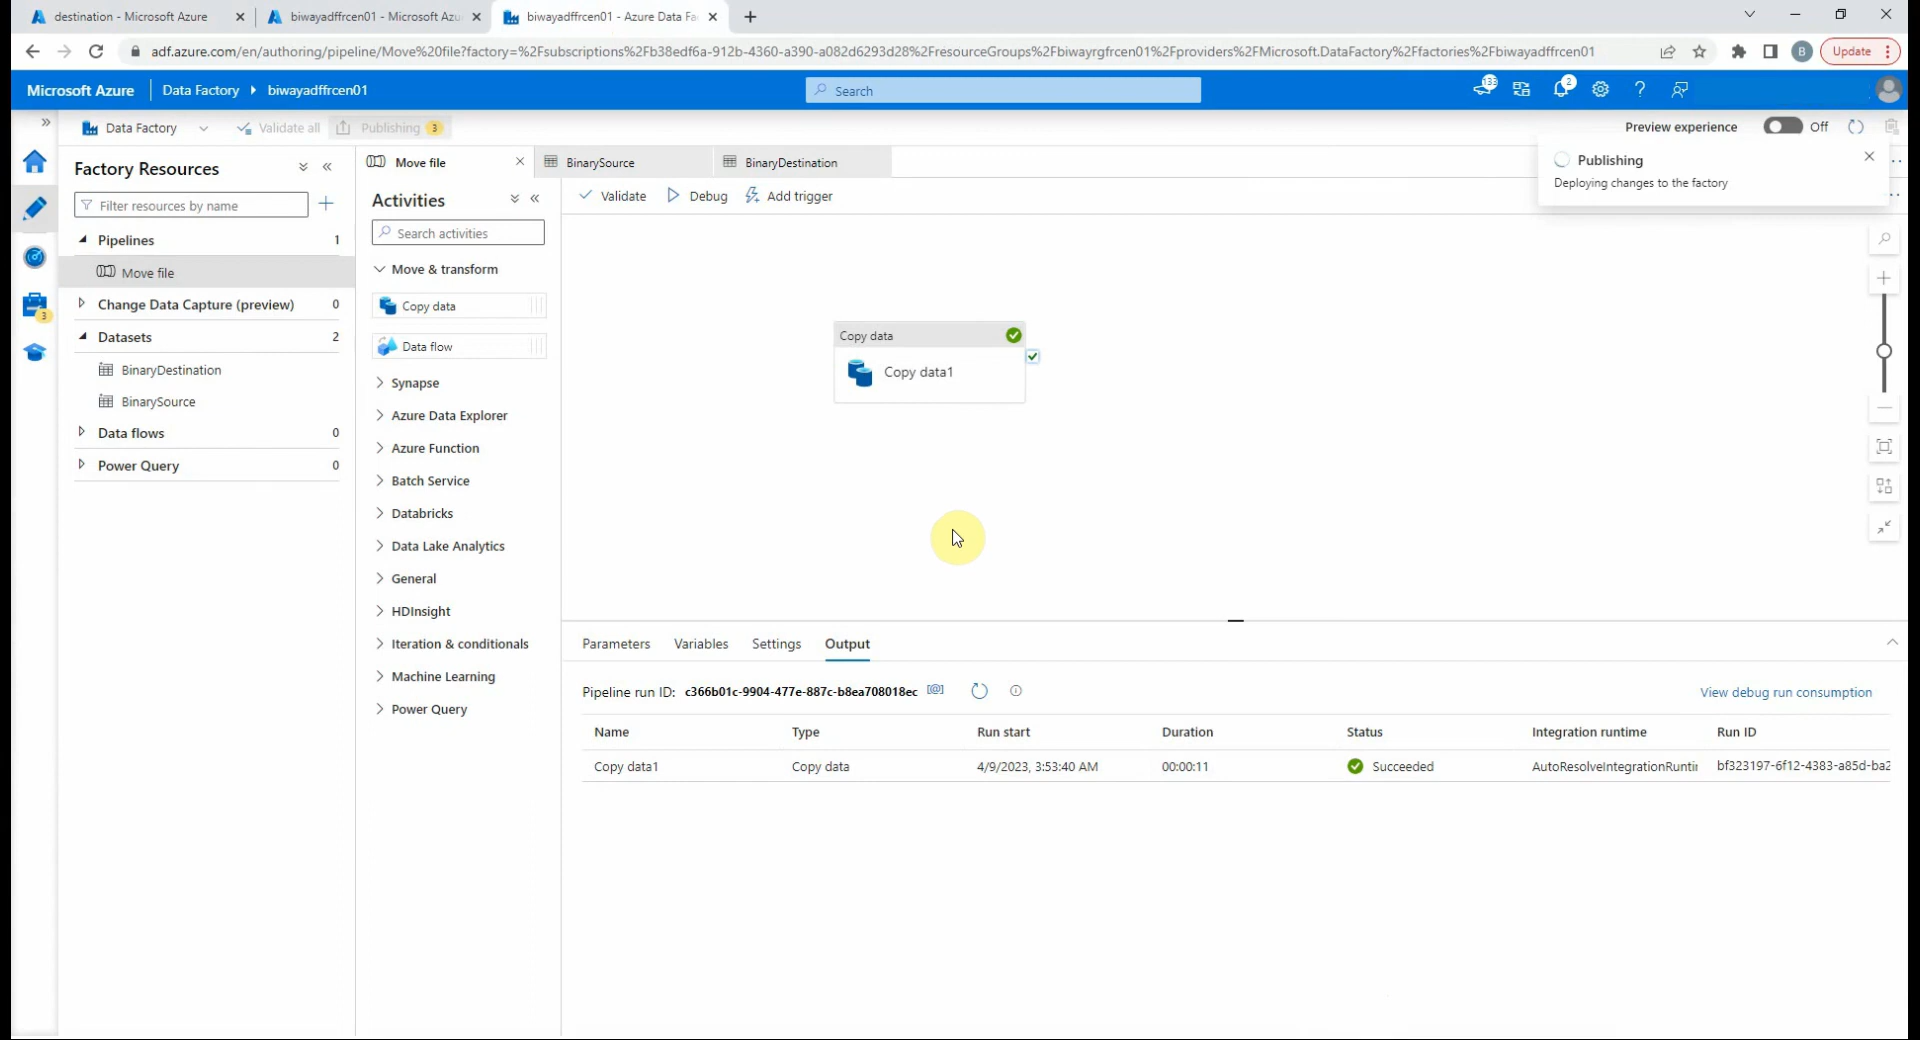 destination - Microsoft Azure
biwayadffrcen01 - Microsoft Azu
biwayadffrcen01 - Azure Data Fa
adf.azure.com/en/authoring/pipeline/Move%20file?factory=%2Fsubscriptions%2Fb38edf6a-912b-4360-a390-a082d6293d28%2FresourceGroups%2Fbiwayrgfrcen01%2Fproviders%2FMicrosoft.DataFactory%2Ffactories%2Fbiwayadffrcen01
B
Update
Microsoft Azure
Data Factory
biwayadffrcen01
Search
133
2
Data Factory
Validate all
Publishing
3
Preview experience
Off
Factory Resources
Move file
BinarySource
BinaryDestination
Publishing
Deploying changes to the factory
Filter resources by name
Activities
Validate
Debug
Add trigger
Search activities
Pipelines
1
Move file
Change Data Capture (preview)
0
Datasets
2
BinaryDestination
BinarySource
Data flows
0
Power Query
0
3
Move & transform
Copy data
Data flow
Synapse
Azure Data Explorer
Azure Function
Batch Service
Databricks
Data Lake Analytics
General
HDInsight
Iteration & conditionals
Machine Learning
Power Query
Copy data
Copy data1
Parameters
Variables
Settings
Output
Pipeline run ID: c366b01c-9904-477e-887c-b8ea708018ec
View debug run consumption
Name
Type
Run start
Duration
Status
Integration runtime
Run ID
Copy data1
Copy data
4/9/2023, 3:53:40 AM
00:00:11
Succeeded
AutoResolveIntegrationRuntir
bf323197-6f12-4383-a85d-ba2